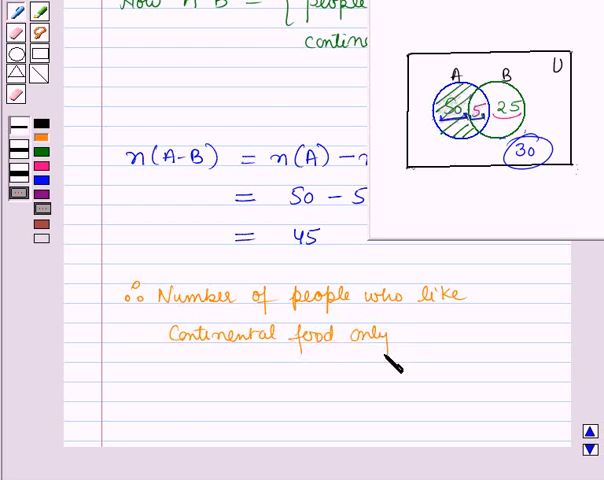 Now A-B = { people
contine
A B U
50 5 25
30
n(A-B) = n(A) - n
= 50 - 5
= 45
∴ Number of people who like
Continental food only